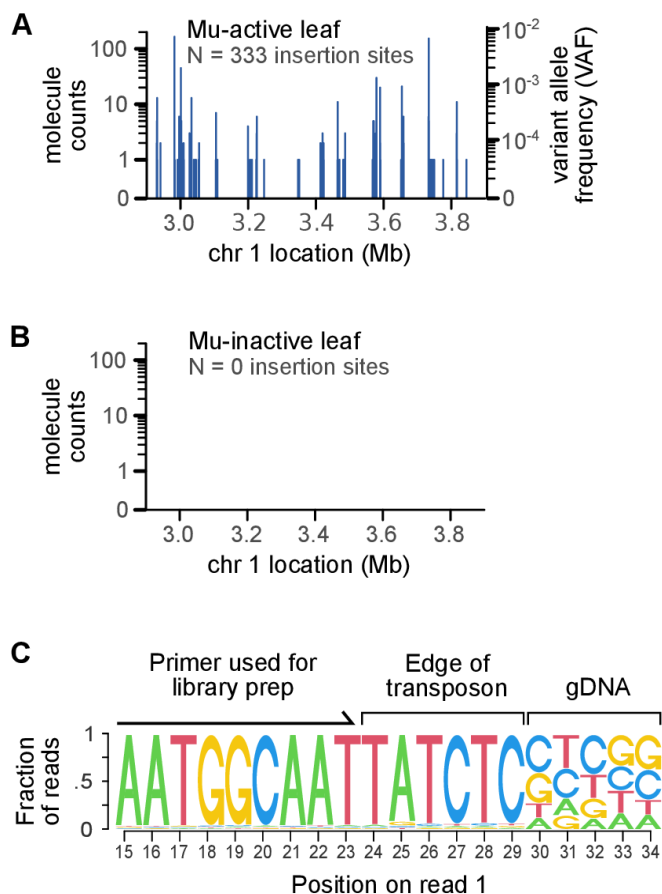 A
Mu-active leaf
N = 333 insertion sites
molecule
counts
100
10
1
0
10-2
10-3
10-4
0
variant allele
frequency (VAF)
3.0 3.2 3.4 3.6 3.8
chr 1 location (Mb)
B
Mu-inactive leaf
N = 0 insertion sites
molecule
counts
100
10
1
0
3.0 3.2 3.4 3.6 3.8
chr 1 location (Mb)
C
Primer used for
library prep
Edge of
transposon
gDNA
Fraction
of reads
1
.5
0
AATGGCAATTATCTCCTCGG
GCTCC
TAGTT
AGAAA
15 16 17 18 19 20 21 22 23 24 25 26 27 28 29 30 31 32 33 34
Position on read 1